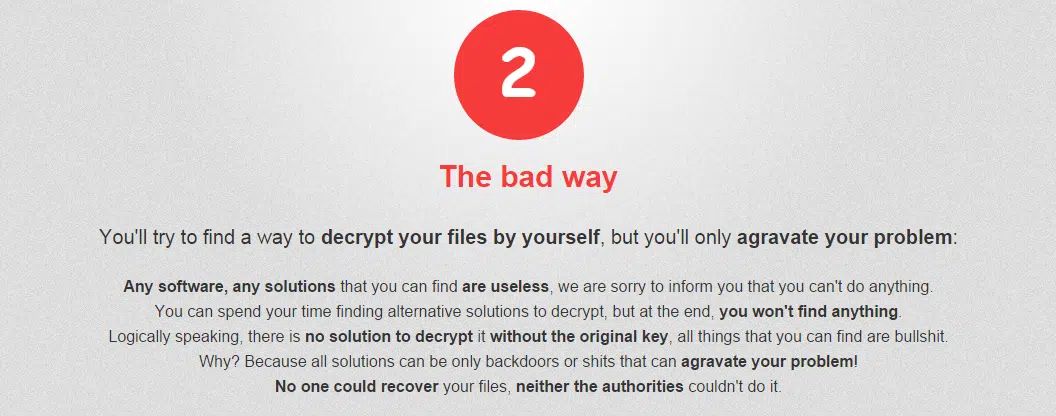 2
The bad way
You'll try to find a way to decrypt your files by yourself, but you'll only agravate your problem:
Any software, any solutions that you can find are useless, we are sorry to inform you that you can't do anything.
You can spend your time finding alternative solutions to decrypt, but at the end, you won't find anything.
Logically speaking, there is no solution to decrypt it without the original key, all things that you can find are bullshit.
Why? Because all solutions can be only backdoors or shits that can agravate your problem!
No one could recover your files, neither the authorities couldn't do it.